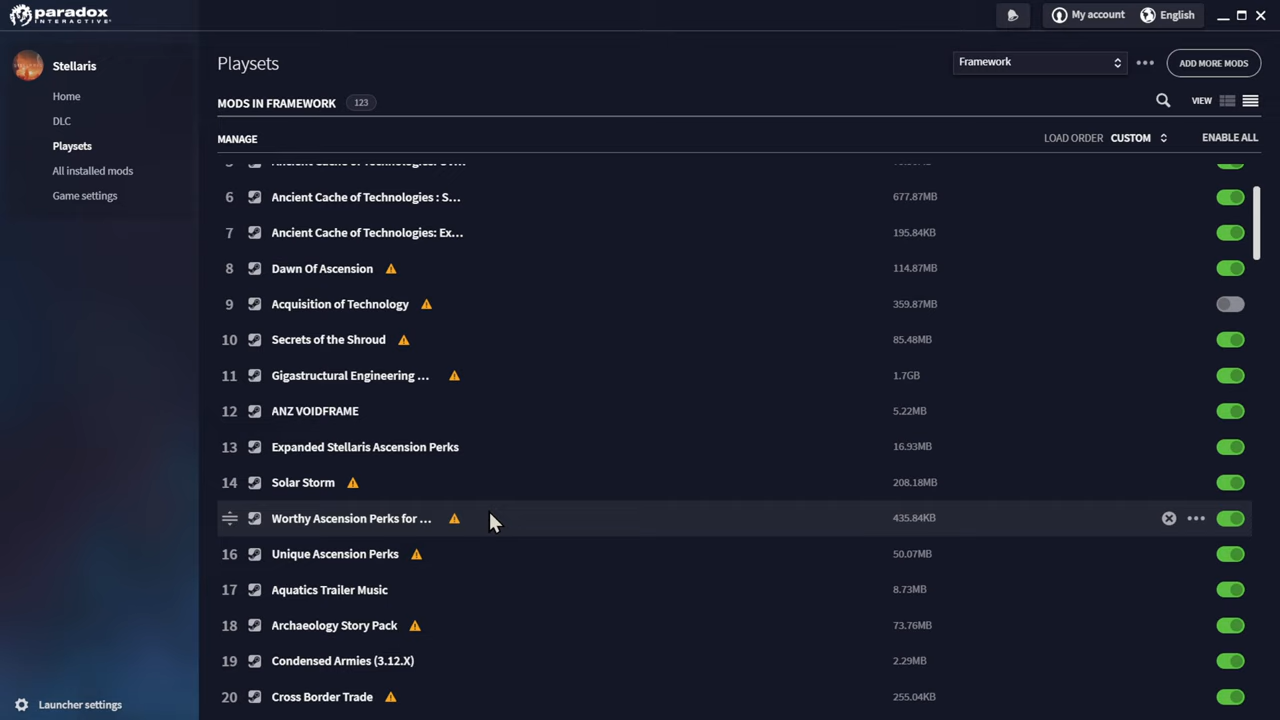 paradox
INTERACTIVE
My account
English
Stellaris
Home
DLC
Playsets
All installed mods
Game settings
Launcher settings
Playsets
Framework
ADD MORE MODS
MODS IN FRAMEWORK 123
VIEW
MANAGE
LOAD ORDER CUSTOM
ENABLE ALL
6 Ancient Cache of Technologies : S... 677.87MB
7 Ancient Cache of Technologies: Ex... 195.84KB
8 Dawn Of Ascension 114.87MB
9 Acquisition of Technology 359.87MB
10 Secrets of the Shroud 85.48MB
11 Gigastructural Engineering ... 1.7GB
12 ANZ VOIDFRAME 5.22MB
13 Expanded Stellaris Ascension Perks 16.93MB
14 Solar Storm 208.18MB
Worthy Ascension Perks for ... 435.84KB
16 Unique Ascension Perks 50.07MB
17 Aquatics Trailer Music 8.73MB
18 Archaeology Story Pack 73.76MB
19 Condensed Armies (3.12.X) 2.29MB
20 Cross Border Trade 255.04KB